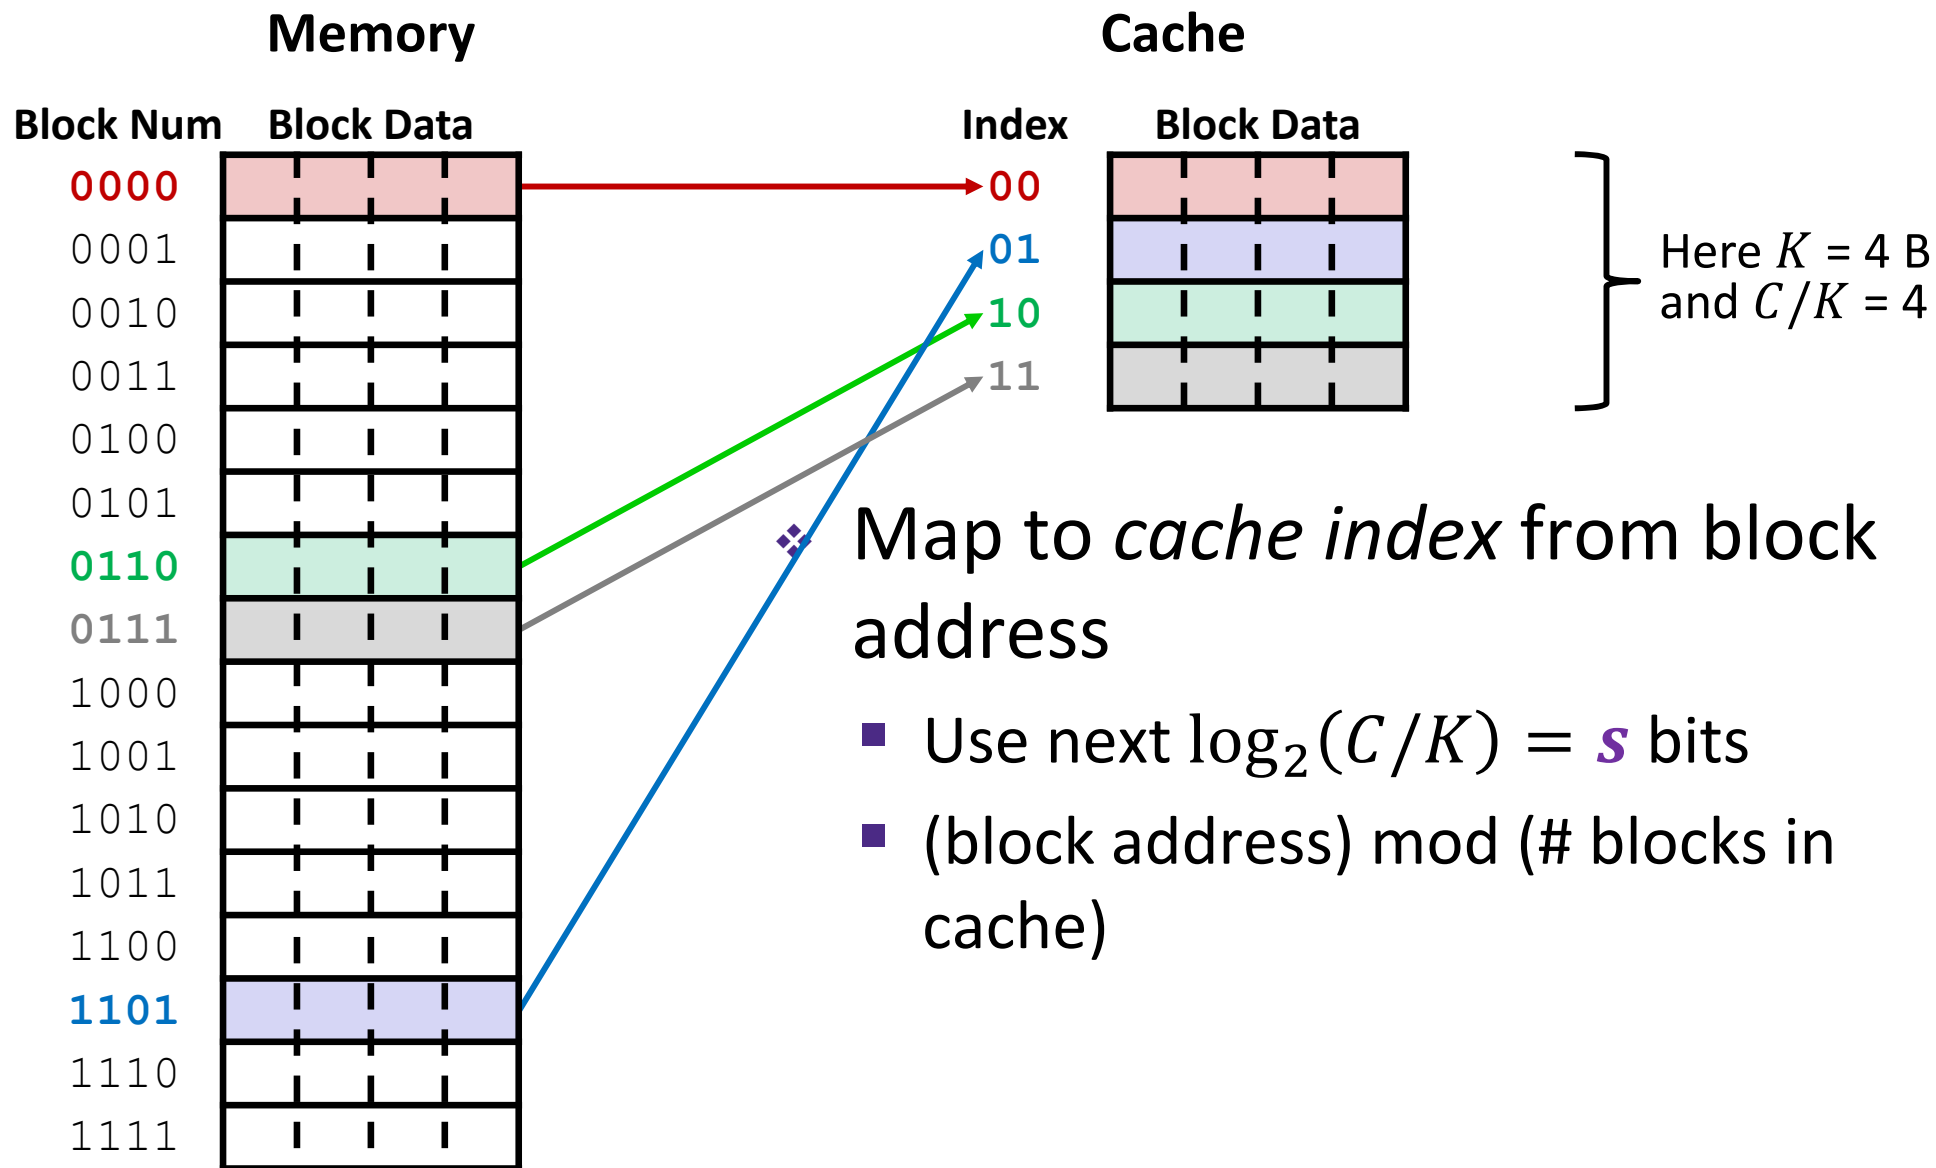 Memory
Cache
Block Num Block Data
Index Block Data
0000
0001
0010
0011
0100
0101
0110
0111
1000
1001
1010
1011
1100
1101
1110
1111
00
01
10
11
Here K = 4 B
and C/K = 4
❖ Map to cache index from block
address
▪ Use next log₂(C/K) = s bits
▪ (block address) mod (# blocks in
cache)